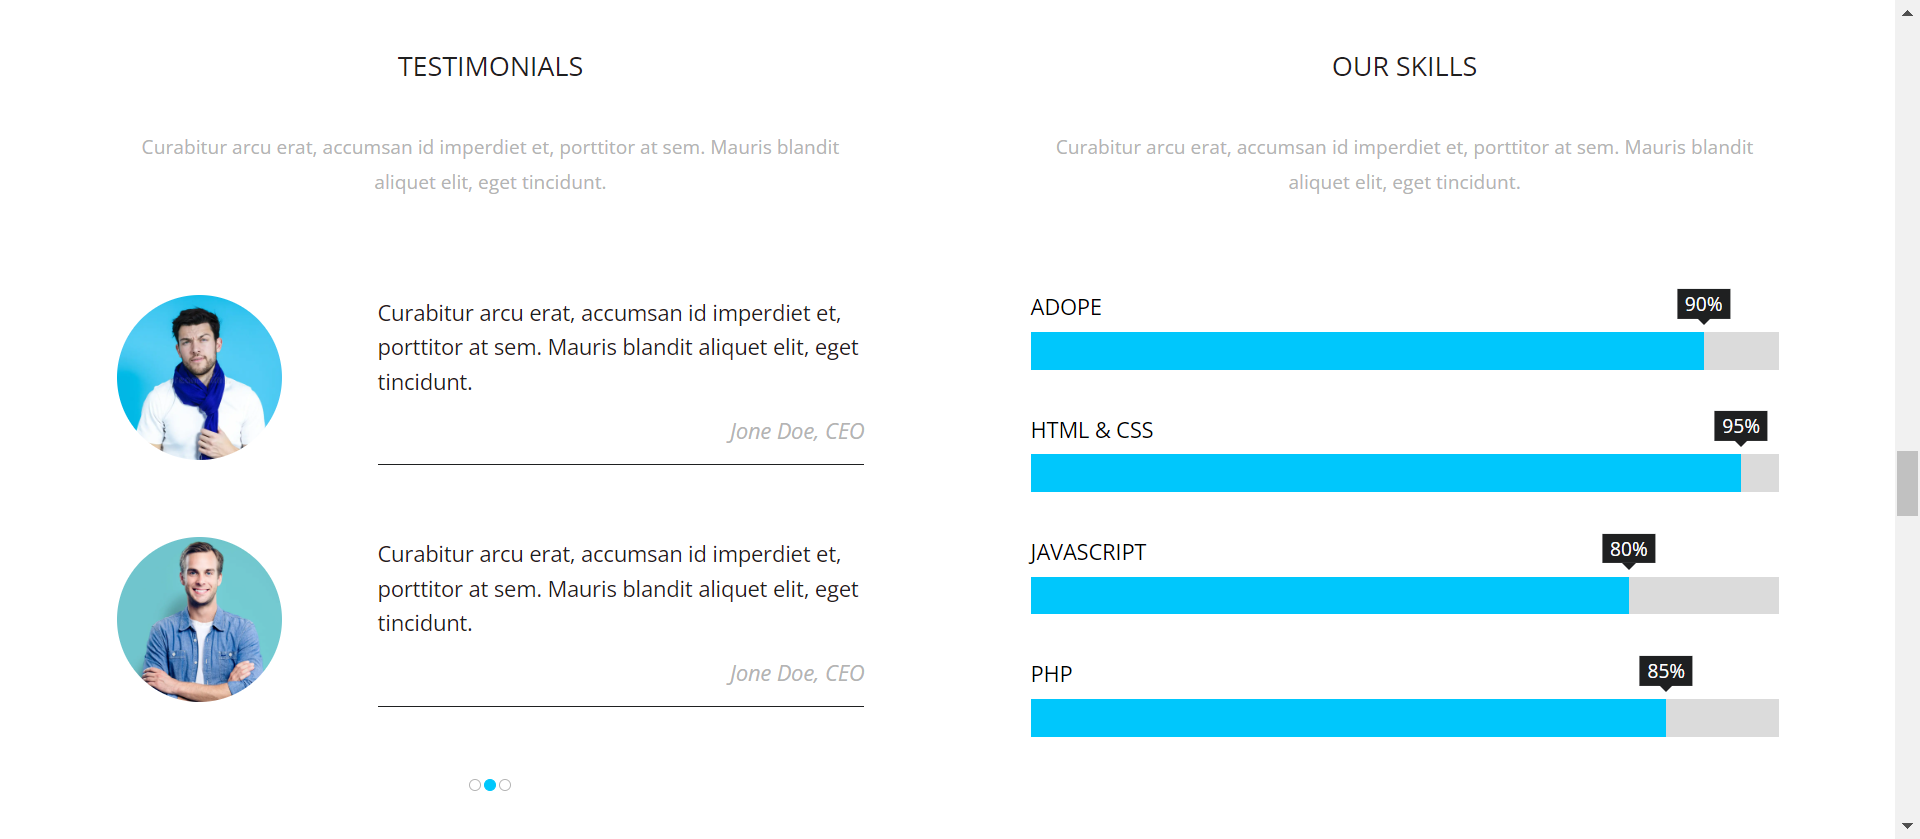 TESTIMONIALS
Curabitur arcu erat, accumsan id imperdiet et, porttitor at sem. Mauris blandit
aliquet elit, eget tincidunt.
Curabitur arcu erat, accumsan id imperdiet et,
porttitor at sem. Mauris blandit aliquet elit, eget
tincidunt.
Jone Doe, CEO
Curabitur arcu erat, accumsan id imperdiet et,
porttitor at sem. Mauris blandit aliquet elit, eget
tincidunt.
Jone Doe, CEO
OUR SKILLS
Curabitur arcu erat, accumsan id imperdiet et, porttitor at sem. Mauris blandit
aliquet elit, eget tincidunt.
ADOPE
90%
HTML & CSS
95%
JAVASCRIPT
80%
PHP
85%